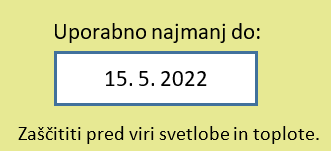 Uporabno najmanj do:
15. 5. 2022
Zaščititi pred viri svetlobe in toplote.